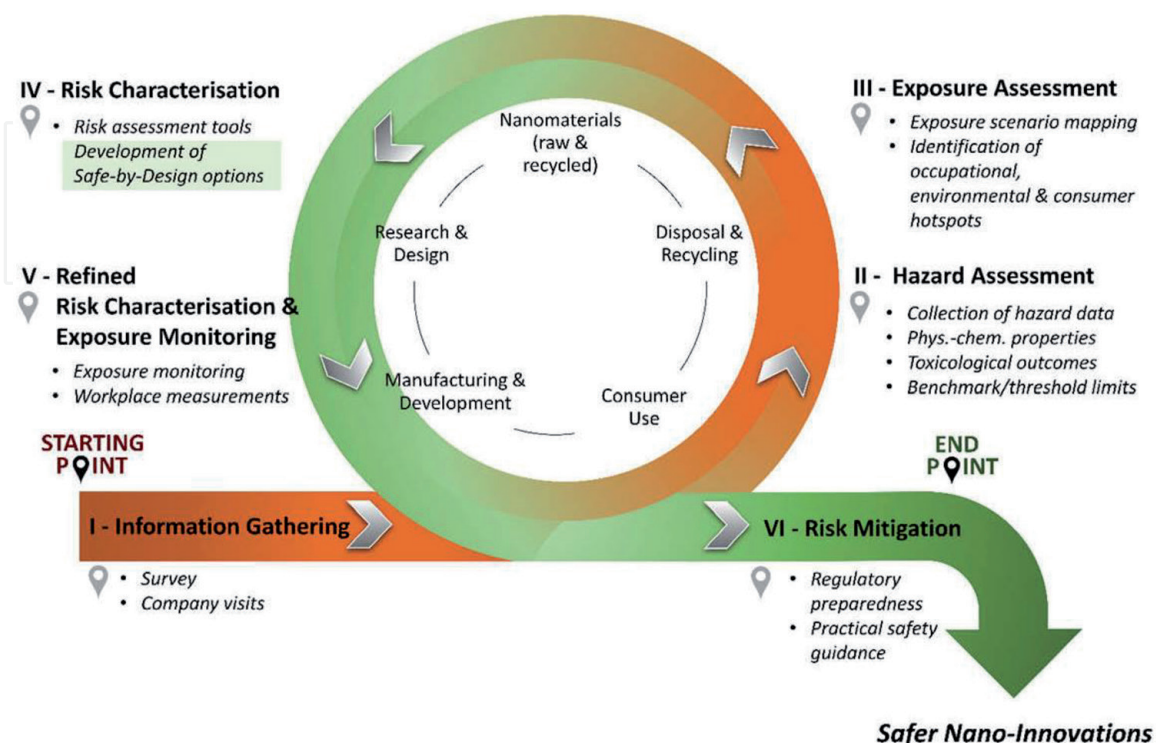 IV - Risk Characterisation
• Risk assessment tools
Development of
Safe-by-Design options
V - Refined
Risk Characterisation &
Exposure Monitoring
• Exposure monitoring
• Workplace measurements
Nanomaterials
(raw &
recycled)
Research &
Design
Disposal &
Recycling
Manufacturing &
Development
Consumer
Use
III - Exposure Assessment
• Exposure scenario mapping
• Identification of
occupational,
environmental & consumer
hotspots
II - Hazard Assessment
• Collection of hazard data
• Phys.-chem. properties
• Toxicological outcomes
• Benchmark/threshold limits
STARTING
POINT
I - Information Gathering
• Survey
• Company visits
END
POINT
VI - Risk Mitigation
• Regulatory
preparedness
• Practical safety
guidance
Safer Nano-Innovations